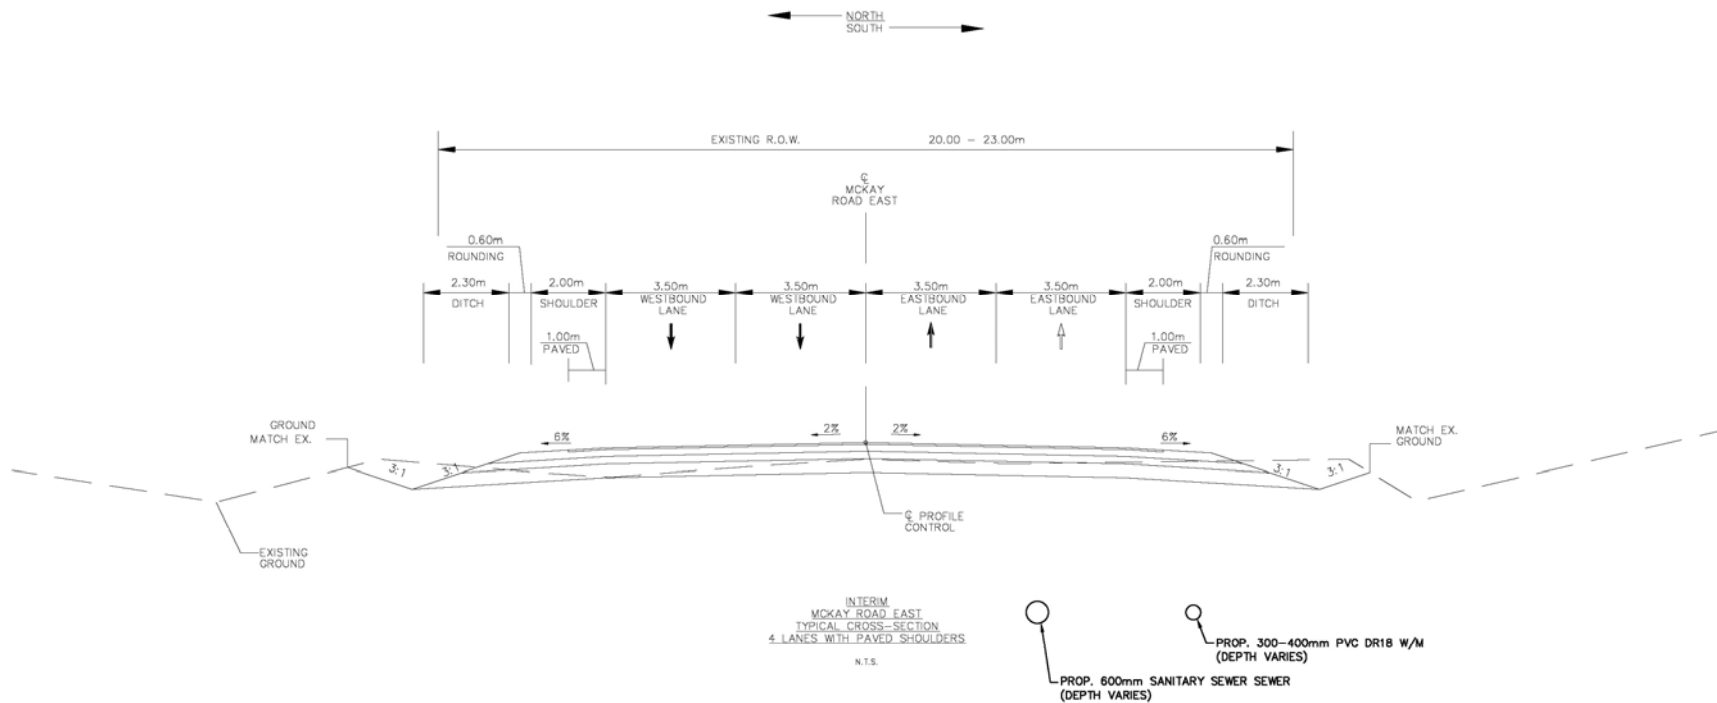 NORTH
SOUTH
EXISTING R.O.W. 20.00 - 23.00m
℄
MCKAY
ROAD EAST
0.60m
ROUNDING
0.60m
ROUNDING
2.30m
DITCH
2.00m
SHOULDER
3.50m
WESTBOUND
LANE
3.50m
WESTBOUND
LANE
3.50m
EASTBOUND
LANE
3.50m
EASTBOUND
LANE
2.00m
SHOULDER
2.30m
DITCH
1.00m
PAVED
1.00m
PAVED
GROUND
MATCH EX.
6%
2%
2%
6%
MATCH EX.
GROUND
3:1
3:1
3:1
3:1
℄ PROFILE
CONTROL
EXISTING
GROUND
INTERIM
MCKAY ROAD EAST
TYPICAL CROSS-SECTION
4 LANES WITH PAVED SHOULDERS
N.T.S.
PROP. 300-400mm PVC DR18 W/M
(DEPTH VARIES)
PROP. 600mm SANITARY SEWER SEWER
(DEPTH VARIES)